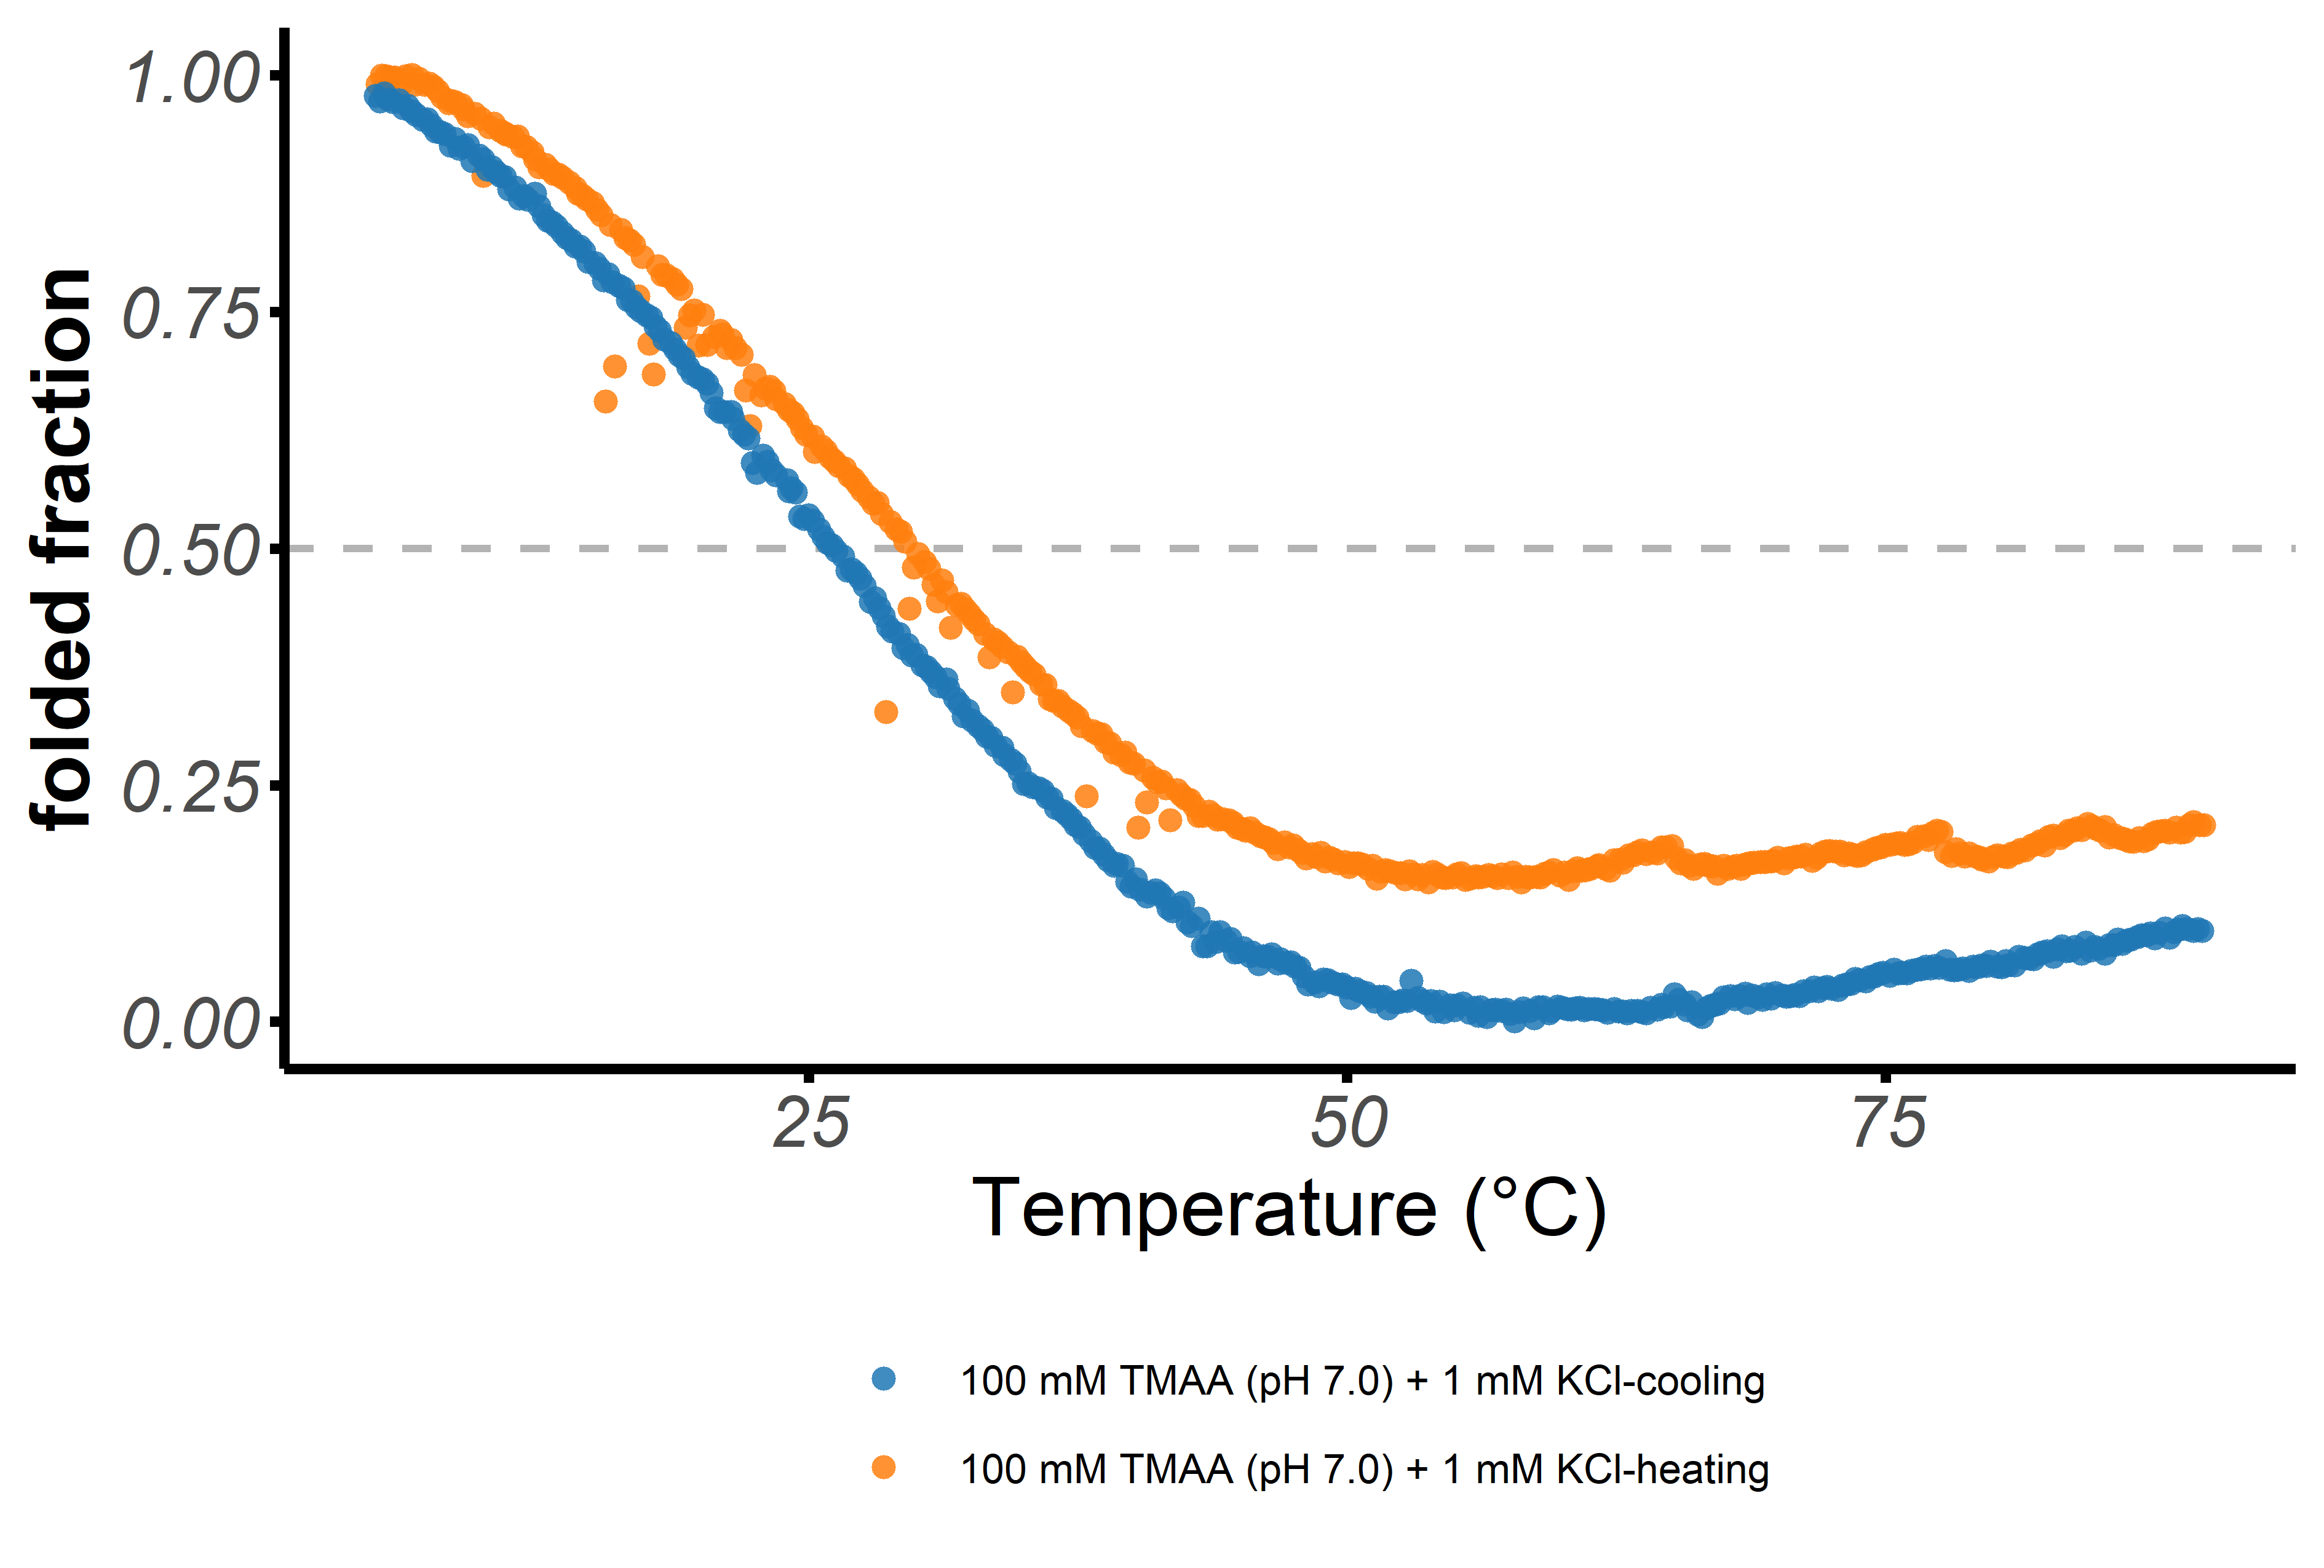 folded fraction
1.00
0.75
0.50
0.25
0.00
25 50 75
Temperature (°C)
100 mM TMAA (pH 7.0) + 1 mM KCl-cooling
100 mM TMAA (pH 7.0) + 1 mM KCl-heating